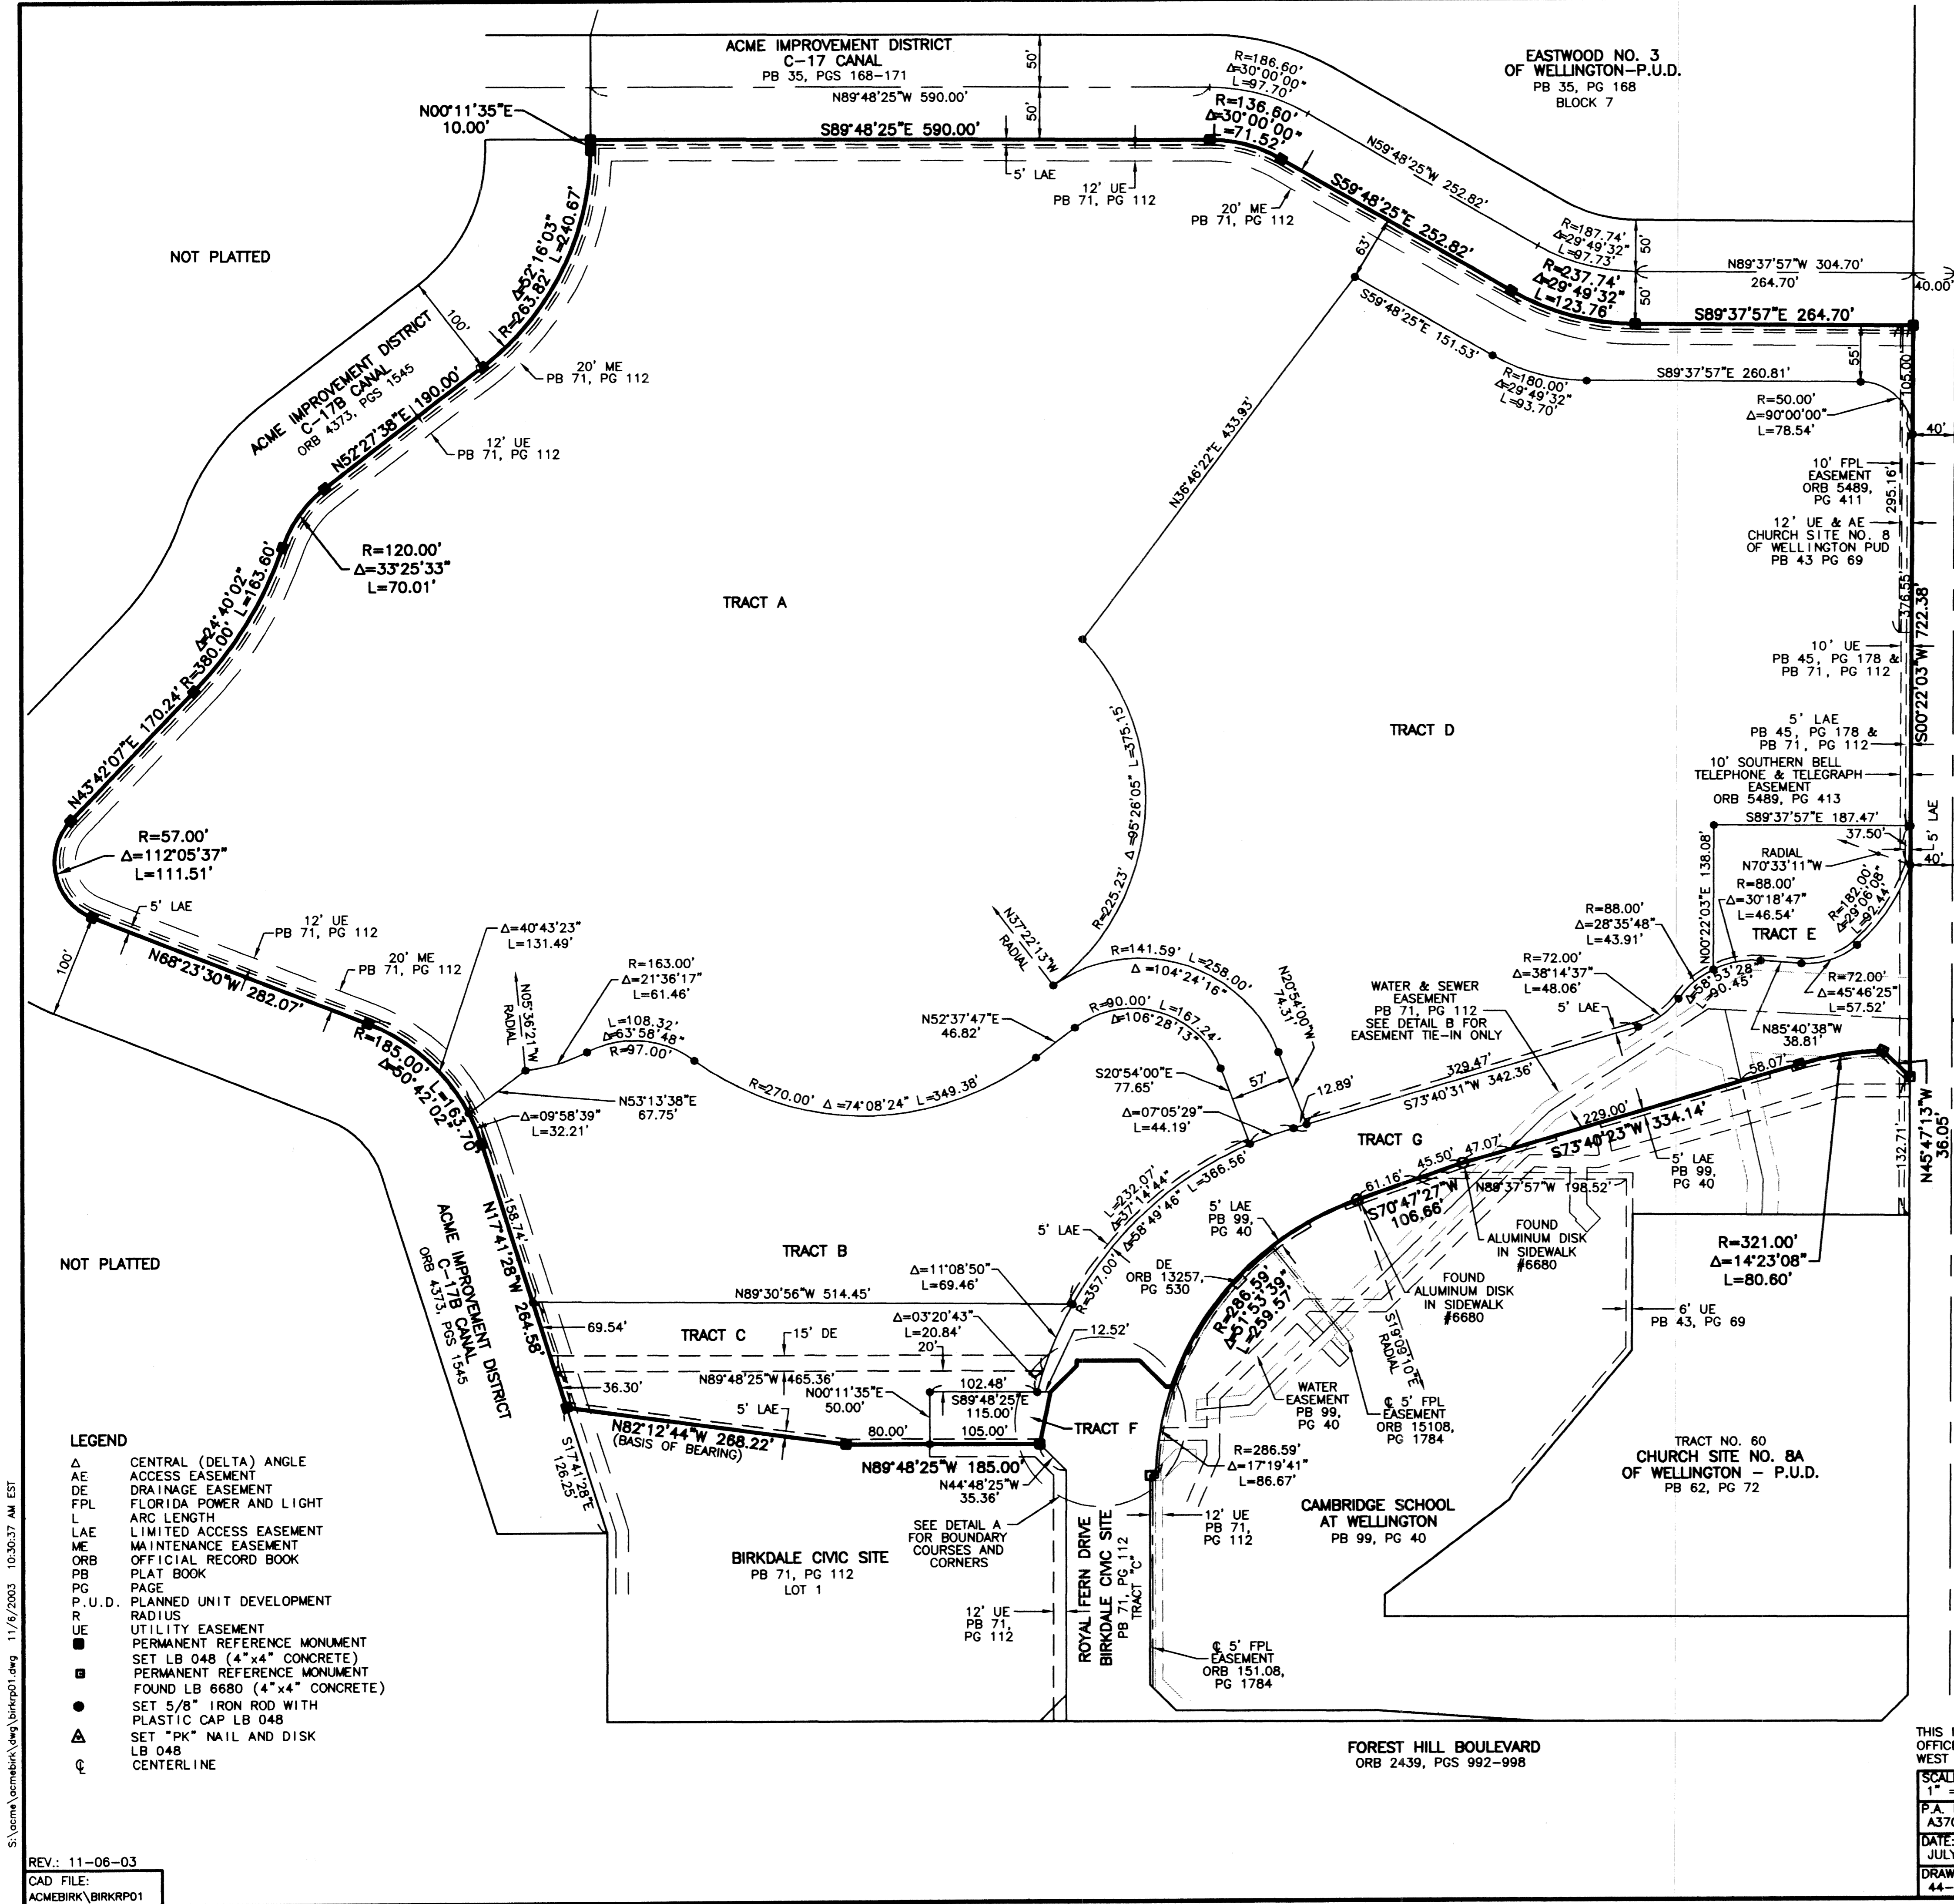 ACME IMPROVEMENT DISTRICT
C-17 CANAL
PB 35, PGS 168-171
N89°48'25"W 590.00'
50'
50'
EASTWOOD NO. 3
OF WELLINGTON-P.U.D.
PB 35, PG 168
BLOCK 7
R=186.60'
Δ=30°00'00"
L=97.70'
N00°11'35"E
10.00'
S89°48'25"E 590.00'
R=136.60'
Δ=30°00'00"
L=71.52'
5' LAE
12' UE
PB 71, PG 112
20' ME
PB 71, PG 112
N59°48'25"W 252.82'
S59°48'25"E 252.82'
63'
R=187.74'
Δ=29°49'32"
L=97.73'
R=237.74'
Δ=29°49'32"
L=123.76'
50'
50'
N89°37'57"W 304.70'
264.70'
40.00'
S89°37'57"E 264.70'
NOT PLATTED
Δ=52°16'03"
R=263.82' L=240.67'
100'
ACME IMPROVEMENT DISTRICT
C-17B CANAL
ORB 4373, PGS 1545
20' ME
PB 71, PG 112
N52°27'38"E 190.00'
12' UE
PB 71, PG 112
S59°48'25"E 151.53'
R=180.00'
Δ=29°49'32"
L=93.70'
S89°37'57"E 260.81'
55'
105.00'
R=50.00'
Δ=90°00'00"
L=78.54'
40'
N36°46'22"E 433.93'
10' FPL
EASEMENT
ORB 5489,
PG 411
295.16'
12' UE & AE
CHURCH SITE NO. 8
OF WELLINGTON PUD
PB 43 PG 69
376.55'
S00°22'03"W 722.38'
R=120.00'
Δ=33°25'33"
L=70.01'
Δ=24°40'02"
R=380.00' L=163.60'
TRACT A
10' UE
PB 45, PG 178 &
PB 71, PG 112
N43°42'07"E 170.24'
R=225.23' Δ=95°26'05" L=375.15'
TRACT D
5' LAE
PB 45, PG 178 &
PB 71, PG 112
10' SOUTHERN BELL
TELEPHONE & TELEGRAPH
EASEMENT
ORB 5489, PG 413
S89°37'57"E 187.47'
37.50'
5' LAE
40'
RADIAL
N70°33'11"W
N00°22'03"E 138.08'
R=57.00'
Δ=112°05'37"
L=111.51'
5' LAE
12' UE
PB 71, PG 112
20' ME
PB 71, PG 112
100'
N68°23'30"W 282.07'
R=88.00'
Δ=30°18'47"
L=46.54'
R=182.00'
Δ=29°06'08"
L=92.44'
TRACT E
R=88.00'
Δ=28°35'48"
L=43.91'
Δ=58°53'28"
L=90.45'
R=72.00'
Δ=38°14'37"
L=48.06'
5' LAE
R=72.00'
Δ=45°46'25"
L=57.52'
N85°40'38"W
38.81'
Δ=40°43'23"
L=131.49'
R=163.00'
Δ=21°36'17"
L=61.46'
N05°36'21"W
RADIAL
L=108.32'
Δ=63°58'48"
R=97.00'
N37°22'13"W
RADIAL
R=141.59' L=258.00'
Δ=104°24'16"
R=90.00' L=167.24'
Δ=106°28'13"
N52°37'47"E
46.82'
N20°54'00"W
74.31'
WATER & SEWER
EASEMENT
PB 71, PG 112
SEE DETAIL B FOR
EASEMENT TIE-IN ONLY
R=185.00' L=163.70'
Δ=50°42'02"
N53°13'38"E
67.75'
R=270.00' Δ=74°08'24" L=349.38'
S20°54'00"E
77.65'
57'
12.89'
329.47'
S73°40'31"W 342.36'
Δ=09°58'39"
L=32.21'
Δ=07°05'29"
L=44.19'
TRACT G
58.07'
229.00'
S73°40'23"W 334.14'
45.50' 47.07'
61.16'
S70°47'27"W
106.66'
N88°37'57"W 198.52'
5' LAE
PB 99,
PG 40
132.71'
N45°47'13"W
36.05'
R=321.00'
Δ=14°23'08"
L=80.60'
NOT PLATTED
ACME IMPROVEMENT DISTRICT
C-17B CANAL
ORB 4373, PGS 1545
158.74'
N17°41'28"W 264.58'
TRACT B
L=232.07'
Δ=37°14'44"
R=357.00' Δ=58°49'46" L=366.56'
5' LAE
5' LAE
PB 99,
PG 40
DE
ORB 13257,
PG 530
FOUND
ALUMINUM DISK
IN SIDEWALK
#6680
FOUND
ALUMINUM DISK
IN SIDEWALK
#6680
S19°09'10"E
RADIAL
6' UE
PB 43, PG 69
N89°30'56"W 514.45'
Δ=11°08'50"
L=69.46'
R=286.59'
Δ=51°53'39"
L=259.57'
69.54'
TRACT C
15' DE
Δ=03°20'43"
L=20.84'
20'
12.52'
N89°48'25"W 465.36'
36.30'
5' LAE
N00°11'35"E
50.00'
102.48'
S89°48'25"E
115.00'
TRACT F
N82°12'44"W 268.22'
(BASIS OF BEARING)
80.00' 105.00'
N89°48'25"W 185.00'
N44°48'25"W
35.36'
WATER
EASEMENT
PB 99,
PG 40
℄ 5' FPL
EASEMENT
ORB 15108,
PG 1784
R=286.59'
Δ=17°19'41"
L=86.67'
TRACT NO. 60
CHURCH SITE NO. 8A
OF WELLINGTON - P.U.D.
PB 62, PG 72
CAMBRIDGE SCHOOL
AT WELLINGTON
PB 99, PG 40
12' UE
PB 71,
PG 112
S17°41'28"E
126.25'
BIRKDALE CIVIC SITE
PB 71, PG 112
LOT 1
SEE DETAIL A
FOR BOUNDARY
COURSES AND
CORNERS
12' UE
PB 71,
PG 112
ROYAL FERN DRIVE
BIRKDALE CIVIC SITE
PB 71, PG 112
TRACT "C"
℄ 5' FPL
EASEMENT
ORB 151.08,
PG 1784
FOREST HILL BOULEVARD
ORB 2439, PGS 992-998
LEGEND
Δ CENTRAL (DELTA) ANGLE
AE ACCESS EASEMENT
DE DRAINAGE EASEMENT
FPL FLORIDA POWER AND LIGHT
L ARC LENGTH
LAE LIMITED ACCESS EASEMENT
ME MAINTENANCE EASEMENT
ORB OFFICIAL RECORD BOOK
PB PLAT BOOK
PG PAGE
P.U.D. PLANNED UNIT DEVELOPMENT
R RADIUS
UE UTILITY EASEMENT
PERMANENT REFERENCE MONUMENT
SET LB 048 (4"x4" CONCRETE)
PERMANENT REFERENCE MONUMENT
FOUND LB 6680 (4"x4" CONCRETE)
SET 5/8" IRON ROD WITH
PLASTIC CAP LB 048
SET "PK" NAIL AND DISK
LB 048
℄ CENTERLINE
S:\acme\acmebirk\dwg\birkrp01.dwg 11/6/2003 10:30:37 AM EST
REV.: 11-06-03
CAD FILE:
ACMEBIRK\BIRKRP01
THIS
OFFIC
WEST
SCAL
1" =
P.A.
A370
DATE:
JULY
DRAW
44-